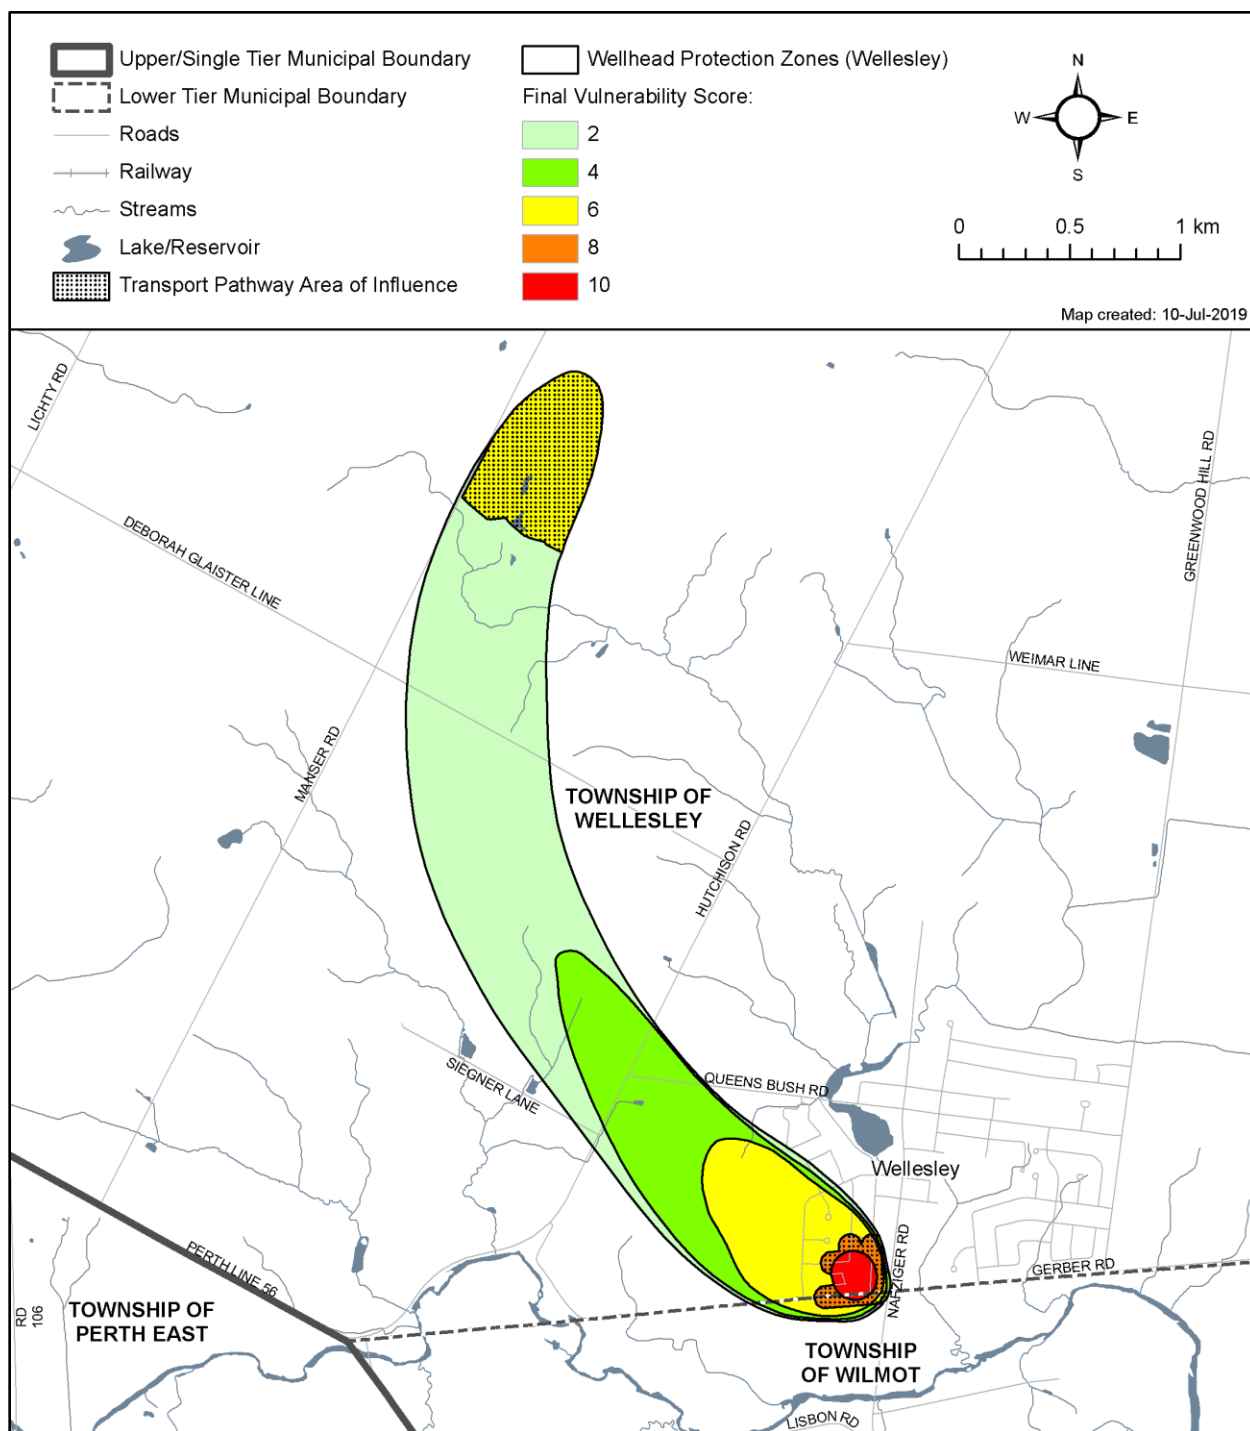 Upper/Single Tier Municipal Boundary
Lower Tier Municipal Boundary
Roads
Railway
Streams
Lake/Reservoir
Transport Pathway Area of Influence
Wellhead Protection Zones (Wellesley)
Final Vulnerability Score:
2
4
6
8
10
N
W E
S
0 0.5 1 km
Map created: 10-Jul-2019
LICHTY RD
GREENWOOD HILL RD
DEBORAH GLAISTER LINE
WEIMAR LINE
MANSER RD
TOWNSHIP OF
WELLESLEY
HUTCHISON RD
SIEGNER LANE
QUEENS BUSH RD
Wellesley
NAFZIGER RD
GERBER RD
PERTH LINE 56
RD
106
TOWNSHIP OF
PERTH EAST
TOWNSHIP
OF WILMOT
LISBON RD